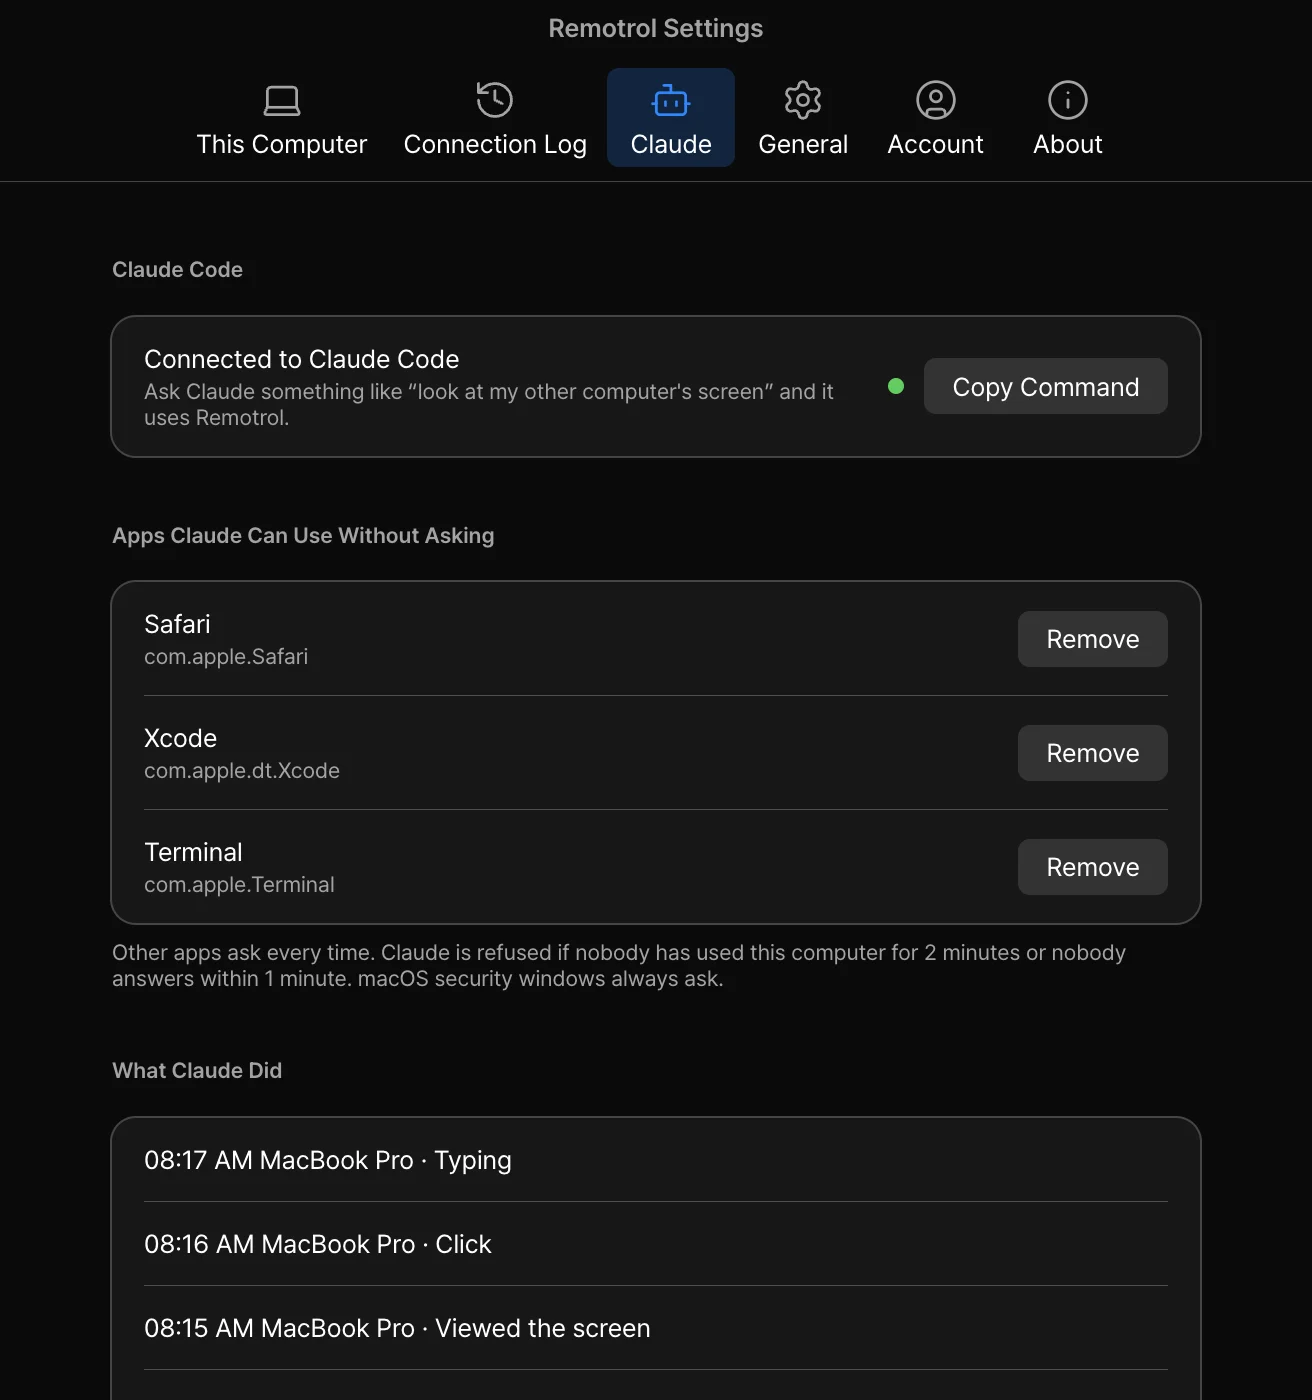 Remotrol Settings
This Computer
Connection Log
Claude
General
Account
About
Claude Code
Connected to Claude Code
Ask Claude something like “look at my other computer's screen” and it
uses Remotrol.
Copy Command
Apps Claude Can Use Without Asking
Safari
com.apple.Safari
Remove
Xcode
com.apple.dt.Xcode
Remove
Terminal
com.apple.Terminal
Remove
Other apps ask every time. Claude is refused if nobody has used this computer for 2 minutes or nobody
answers within 1 minute. macOS security windows always ask.
What Claude Did
08:17 AM MacBook Pro · Typing
08:16 AM MacBook Pro · Click
08:15 AM MacBook Pro · Viewed the screen